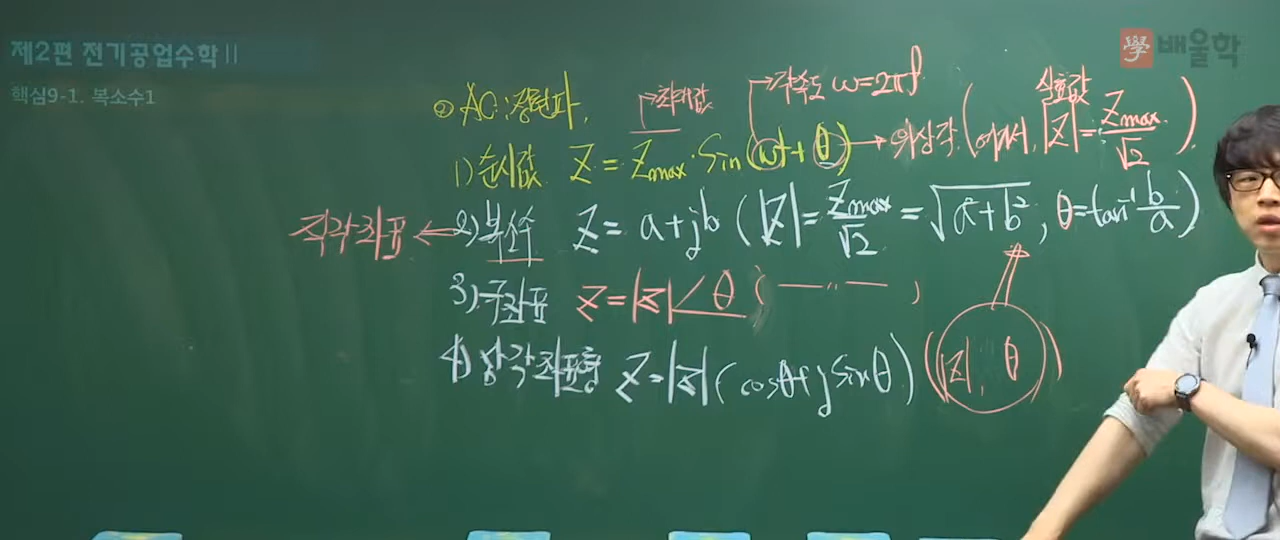 제2편 전기공업수학 II
핵심9-1. 복소수1
學 배울학
② AC : 정현파.
→ 최대값
→ 각속도 ω=2πf
실효값
1) 순시값 Z = Zmax·Sin(ωt+θ) → 위상각 (여기서, |Z|=Zmax/√2)
직각좌표 ← 2) 복소수 Z = a+jb (|Z|=Zmax/√2=√a²+b², θ=tan⁻¹ b/a)
3) 극좌표 Z=|Z|∠θ ( — ·· — )
4) 삼각좌표형 Z=|Z|(cosθ+jsinθ) (|Z|, θ)